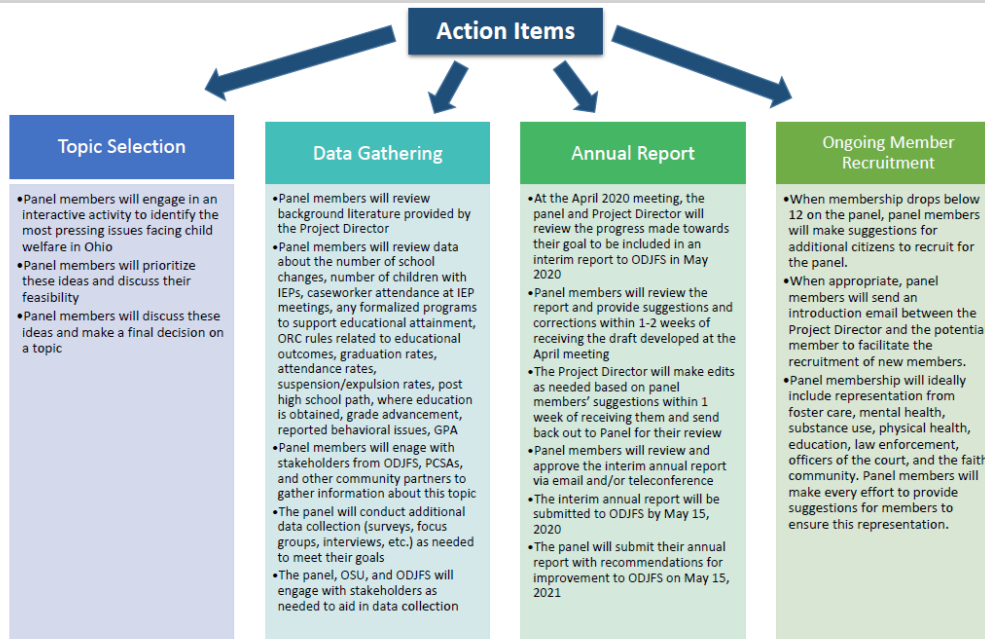 Action Items
Topic Selection
•Panel members will engage in an
interactive activity to identify the
most pressing issues facing child
welfare in Ohio
•Panel members will prioritize
these ideas and discuss their
feasibility
•Panel members will discuss these
ideas and make a final decision on
a topic
Data Gathering
•Panel members will review
background literature provided by
the Project Director
•Panel members will review data
about the number of school
changes, number of children with
IEPs, caseworker attendance at IEP
meetings, any formalized programs
to support educational attainment,
ORC rules related to educational
outcomes, graduation rates,
attendance rates,
suspension/expulsion rates, post
high school path, where education
is obtained, grade advancement,
reported behavioral issues, GPA
•Panel members will enage with
stakeholders from ODJFS, PCSAs,
and other community partners to
gather information about this topic
•The panel will conduct additional
data collection (surveys, focus
groups, interviews, etc.) as needed
to meet their goals
•The panel, OSU, and ODJFS will
engage with stakeholders as
needed to aid in data collection
Annual Report
•At the April 2020 meeting, the
panel and Project Director will
review the progress made towards
their goal to be included in an
interim report to ODJFS in May
2020
•Panel members will review the
report and provide suggestions and
corrections within 1-2 weeks of
receiving the draft developed at the
April meeting
•The Project Director will make edits
as needed based on panel
members' suggestions within 1
week of receiving them and send
back out to Panel for their review
•Panel members will review and
approve the interim annual report
via email and/or teleconference
•The interim annual report will be
submitted to ODJFS by May 15,
2020
•The panel will submit their annual
report with recommendations for
improvement to ODJFS on May 15,
2021
Ongoing Member
Recruitment
•When membership drops below
12 on the panel, panel members
will make suggestions for
additional citizens to recruit for
the panel.
•When appropriate, panel
members will send an
introduction email between the
Project Director and the potential
member to facilitate the
recruitment of new members.
•Panel membership will ideally
include representation from
foster care, mental health,
substance use, physical health,
education, law enforcement,
officers of the court, and the faith
community. Panel members will
make every effort to provide
suggestions for members to
ensure this representation.